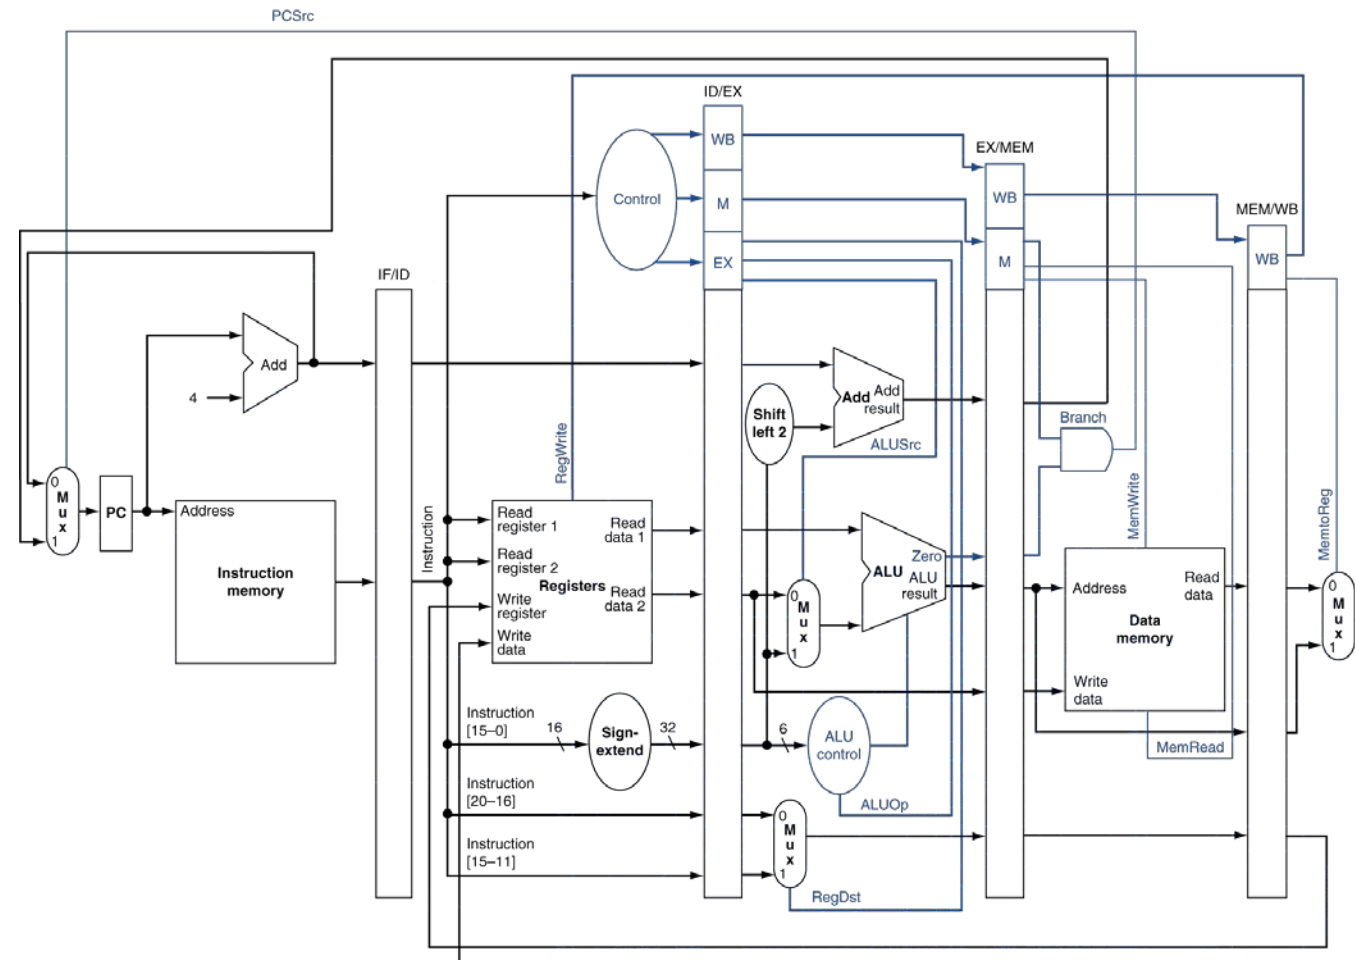 PCSrc
ID/EX
WB
EX/MEM
Control
M
WB
MEM/WB
EX
M
WB
IF/ID
Add
4
Add
Add
result
Shift
left 2
ALUSrc
Branch
RegWrite
MemWrite
MemtoReg
0
M
u
x
1
PC
Address
Instruction
memory
Instruction
Read
register 1
Read
register 2
Write
register
Write
data
Registers
Read
data 1
Read
data 2
0
M
u
x
1
Zero
ALU
ALU
result
Address
Read
data
Data
memory
Write
data
0
M
u
x
1
Instruction
[15–0]
16
Sign-
extend
32
6
ALU
control
MemRead
Instruction
[20–16]
ALUOp
0
M
u
x
1
Instruction
[15–11]
RegDst